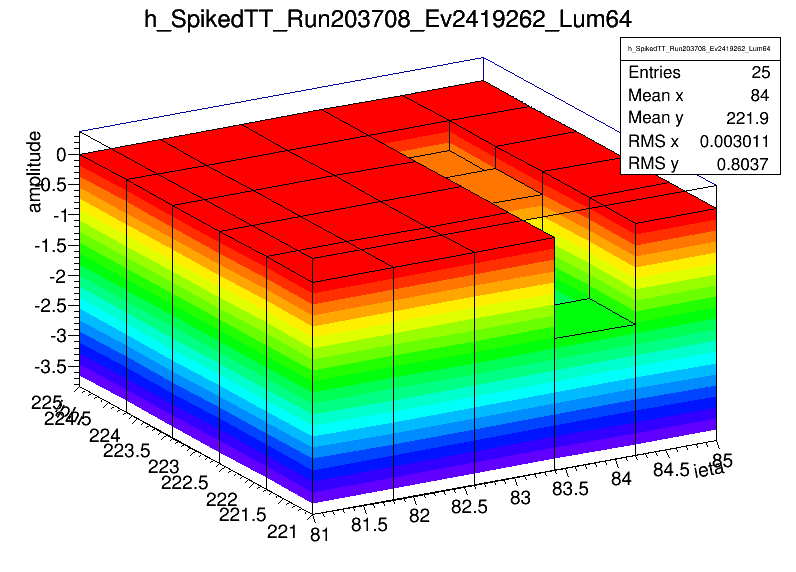 h_SpikedTT_Run203708_Ev2419262_Lum64
h_SpikedTT_Run203708_Ev2419262_Lum64
Entries 25
Mean x 84
Mean y 221.9
RMS x 0.003011
RMS y 0.8037
amplitude
0
-0.5
-1
-1.5
-2
-2.5
-3
-3.5
225
224.5
224
223.5
223
222.5
222
221.5
221
81
81.5
82
82.5
83
83.5
84
84.5
85
ieta